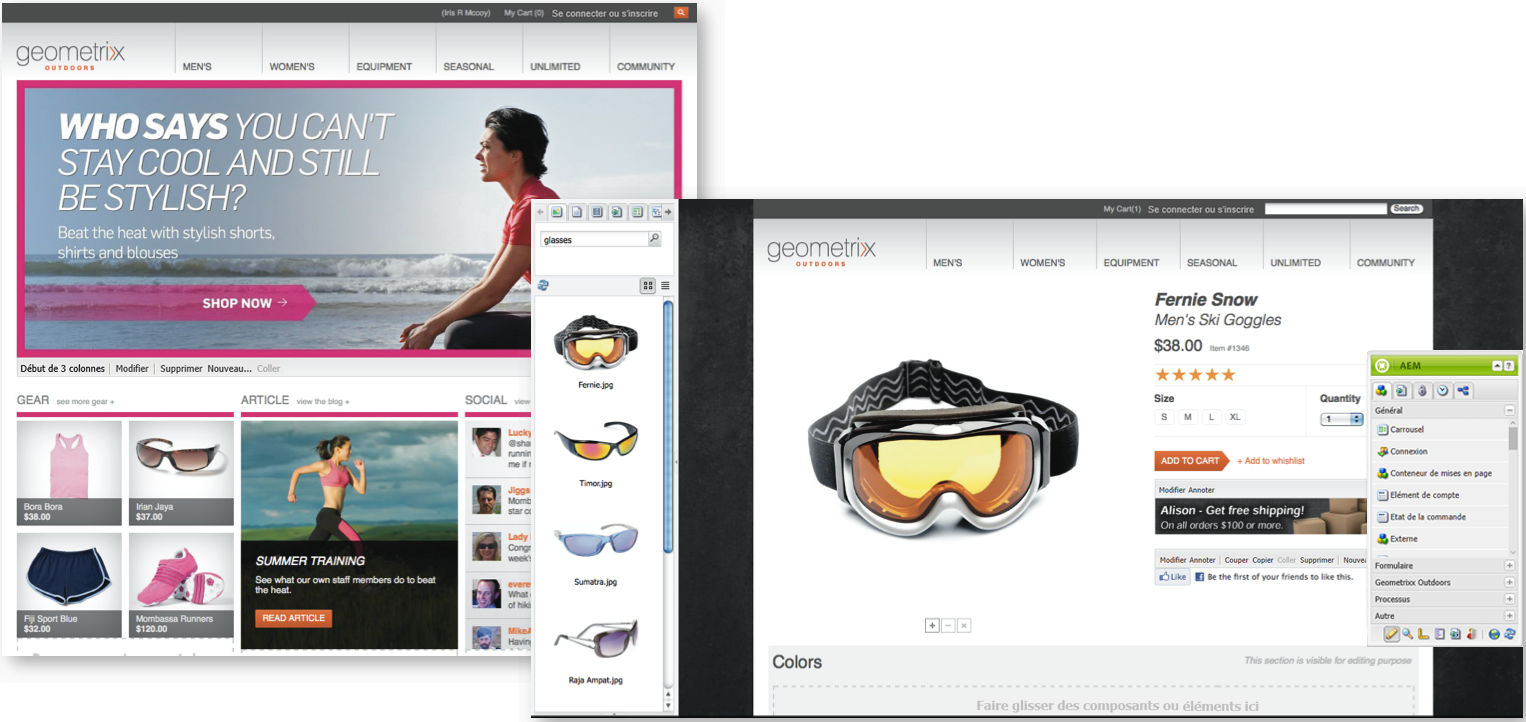 (Iris R Mccoy) My Cart (0) Se connecter ou s'inscrire
geometrixx
OUTDOORS
MEN'S WOMEN'S EQUIPMENT SEASONAL UNLIMITED COMMUNITY
WHO SAYS YOU CAN'T
STAY COOL AND STILL
BE STYLISH?
Beat the heat with stylish shorts,
shirts and blouses
SHOP NOW →
Début de 3 colonnes | Modifier | Supprimer Nouveau... Coller
GEAR see more gear +
Bora Bora
$38.00
Irian Jaya
$37.00
Fiji Sport Blue
$32.00
Mombassa Runners
$120.00
ARTICLE view the blog +
SUMMER TRAINING
See what our own staff members do to beat
the heat.
READ ARTICLE
SOCIAL view
Lucky
@sha
runnin
me if r
Jiggs
Momb
star co
Lady
Congr
week's
evere
What
of hikin
MikeA
Having
glasses
Fernie.jpg
Timor.jpg
Sumatra.jpg
Raja Ampat.jpg
My Cart(1) Se connecter ou s'inscrire Search
geometrixx
OUTDOORS
MEN'S WOMEN'S EQUIPMENT SEASONAL UNLIMITED COMMUNITY
Fernie Snow
Men's Ski Goggles
$38.00 Item #1346
Size Quantity
S M L XL 1
ADD TO CART + Add to whishlist
Modifier Annoter
Alison - Get free shipping!
On all orders $100 or more.
Modifier Annoter | Couper Copier Coller Supprimer | Nouvea
Like f Be the first of your friends to like this.
Colors This section is visible for editing purpose
Faire glisser des composants ou éléments ici
AEM
?
Général
Carrousel
Connexion
Conteneur de mises en page
Elément de compte
Etat de la commande
Externe
Formulaire
Geometrixx Outdoors
Processus
Autre